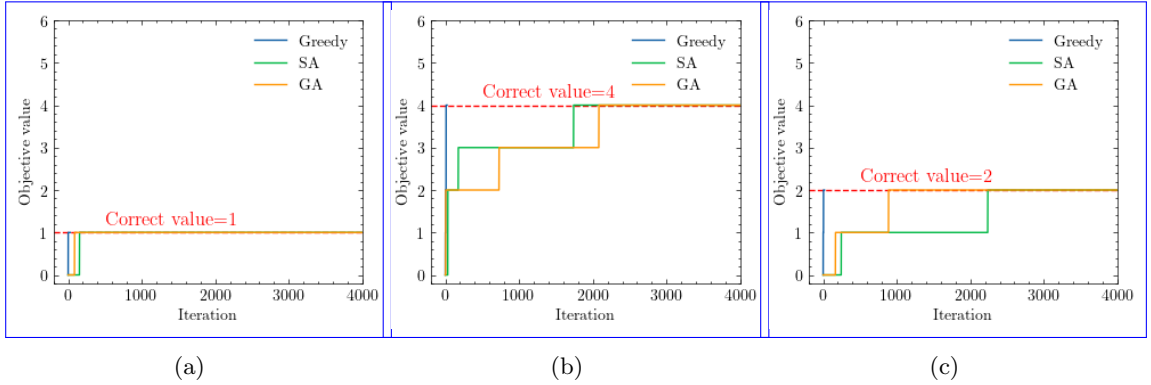 6
5
4
3
2
1
0
Objective value
Greedy
SA
GA
Correct value=1
0 1000 2000 3000 4000
Iteration
(a)
6
5
4
3
2
1
0
Objective value
Greedy
SA
GA
Correct value=4
0 1000 2000 3000 4000
Iteration
(b)
6
5
4
3
2
1
0
Objective value
Greedy
SA
GA
Correct value=2
0 1000 2000 3000 4000
Iteration
(c)